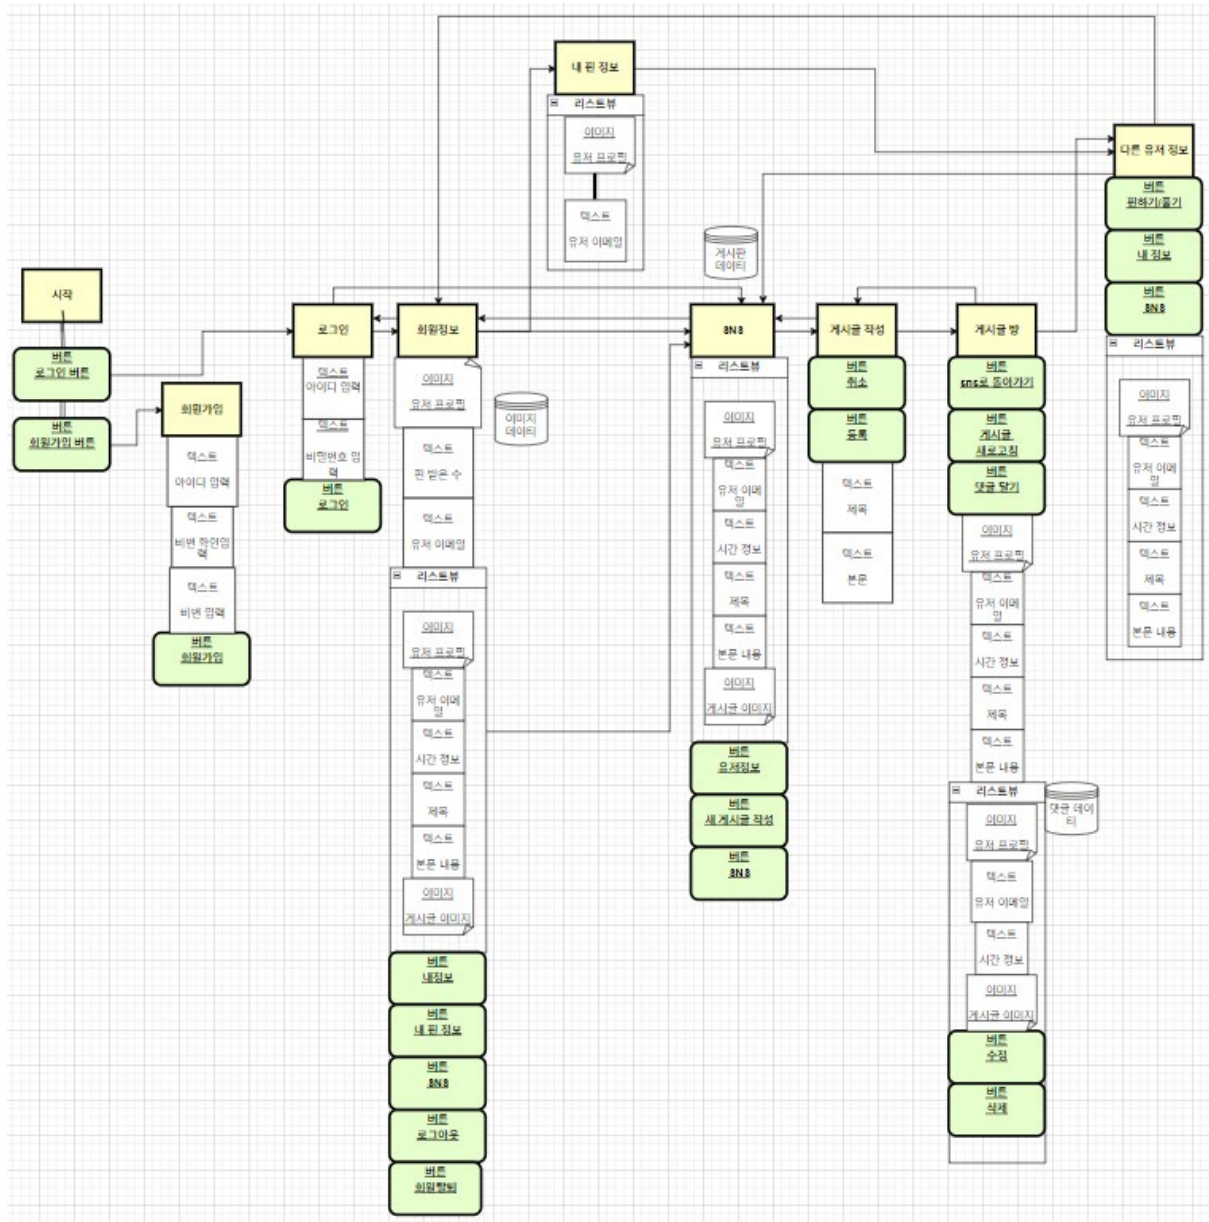 내 핀 정보
리스트뷰
이미지
유저 프로필
텍스트
유저 이메일
다른 유저 정보
버튼
핀하기/풀기
버튼
내 정보
버튼
SNS
리스트뷰
이미지
유저 프로필
텍스트
유저 이메일
텍스트
시간 정보
텍스트
제목
텍스트
본문 내용
게시판
데이티
시작
버튼
로그인 버튼
버튼
회원가입 버튼
회원가입
텍스트
아이디 입력
텍스트
비번 확인입력
텍스트
비번 입력
버튼
회원가입
로그인
텍스트
아이디 입력
텍스트
비밀번호 입력
버튼
로그인
회원정보
이미지
유저 프로필
텍스트
핀 받은 수
텍스트
유저 이메일
이미지
데이티
리스트뷰
이미지
유저 프로필
텍스트
유저 이메일
텍스트
시간 정보
텍스트
제목
텍스트
본문 내용
이미지
게시글 이미지
버튼
내정보
버튼
내 핀 정보
버튼
SNS
버튼
로그아웃
버튼
회원탈퇴
SNS
리스트뷰
이미지
유저 프로필
텍스트
유저 이메일
텍스트
시간 정보
텍스트
제목
텍스트
본문 내용
이미지
게시글 이미지
버튼
유저정보
버튼
새 게시글 작성
버튼
SNS
게시글 작성
버튼
취소
버튼
등록
텍스트
제목
텍스트
본문
게시글 방
버튼
sns로 돌아가기
버튼
게시글
새로고침
버튼
댓글 달기
이미지
유저 프로필
텍스트
유저 이메일
텍스트
시간 정보
텍스트
제목
텍스트
본문 내용
리스트뷰
댓글 데이티
이미지
유저 프로필
텍스트
유저 이메일
텍스트
시간 정보
이미지
게시글 이미지
버튼
수정
버튼
삭제